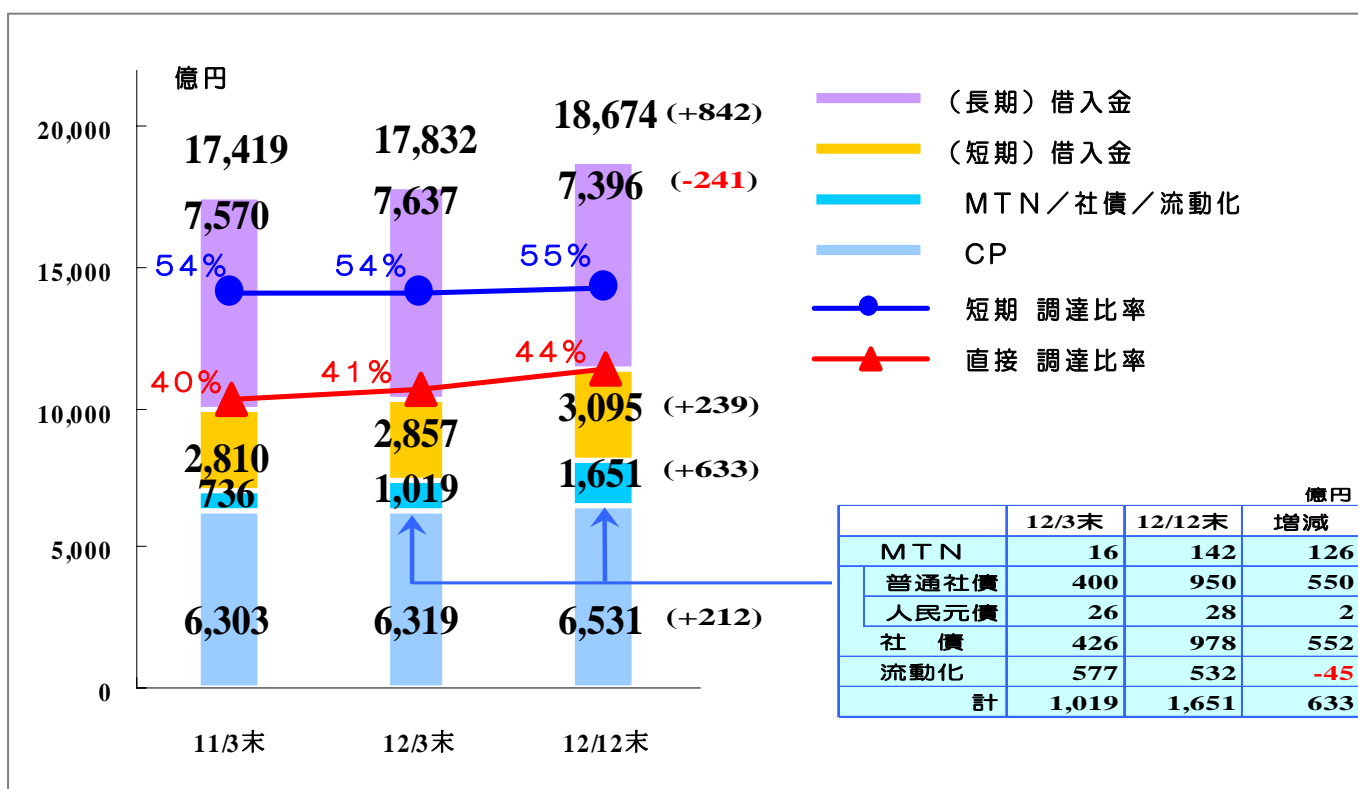 億円
20,000
15,000
10,000
5,000
0
17,419
7,570
54%
40%
2,810
736
6,303
11/3末
17,832
7,637
54%
41%
2,857
1,019
6,319
12/3末
18,674 (+842)
7,396 (-241)
55%
44%
3,095 (+239)
1,651 (+633)
6,531 (+212)
12/12末
(長期)借入金
(短期)借入金
MTN/社債/流動化
CP
短期 調達比率
直接 調達比率
億円
12/3末 12/12末 増減
MTN 16 142 126
普通社債 400 950 550
人民元債 26 28 2
社 債 426 978 552
流動化 577 532 -45
計 1,019 1,651 633